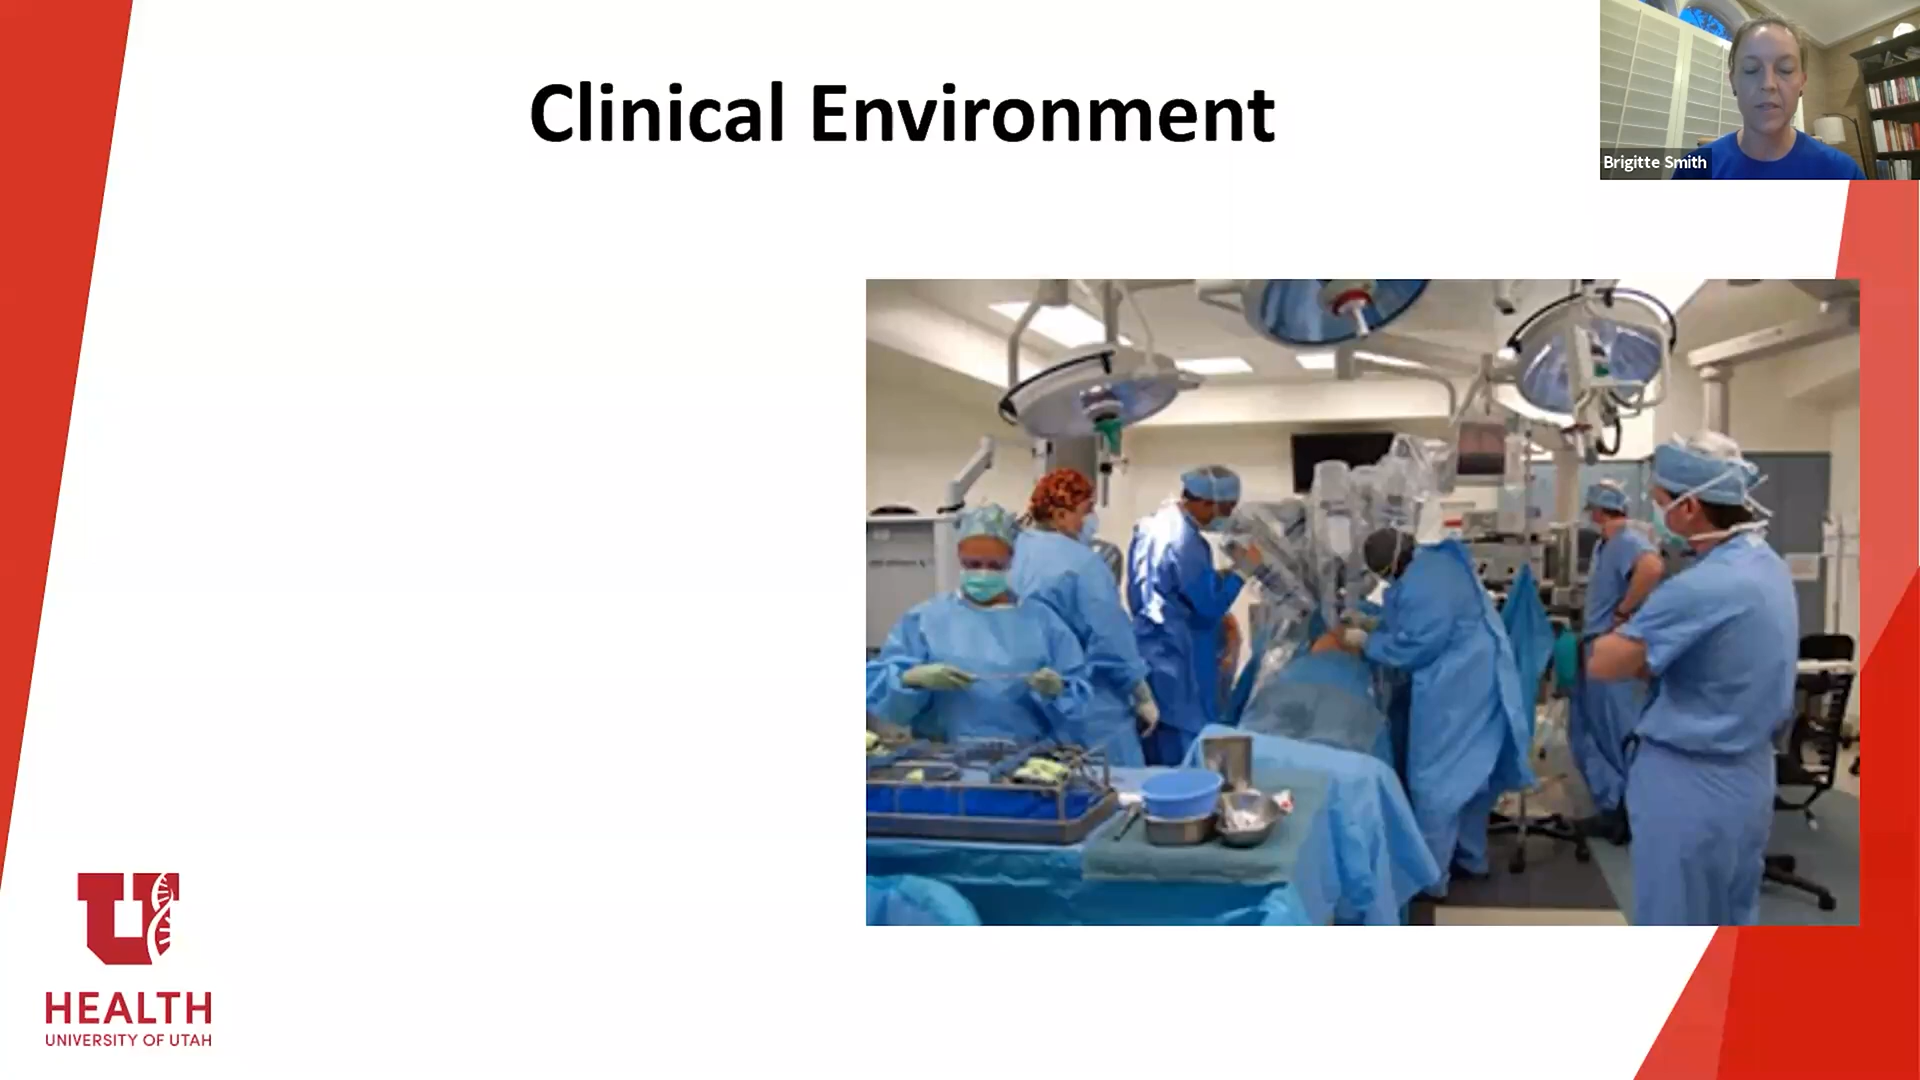 Clinical Environment
Brigitte Smith
U
HEALTH
UNIVERSITY OF UTAH